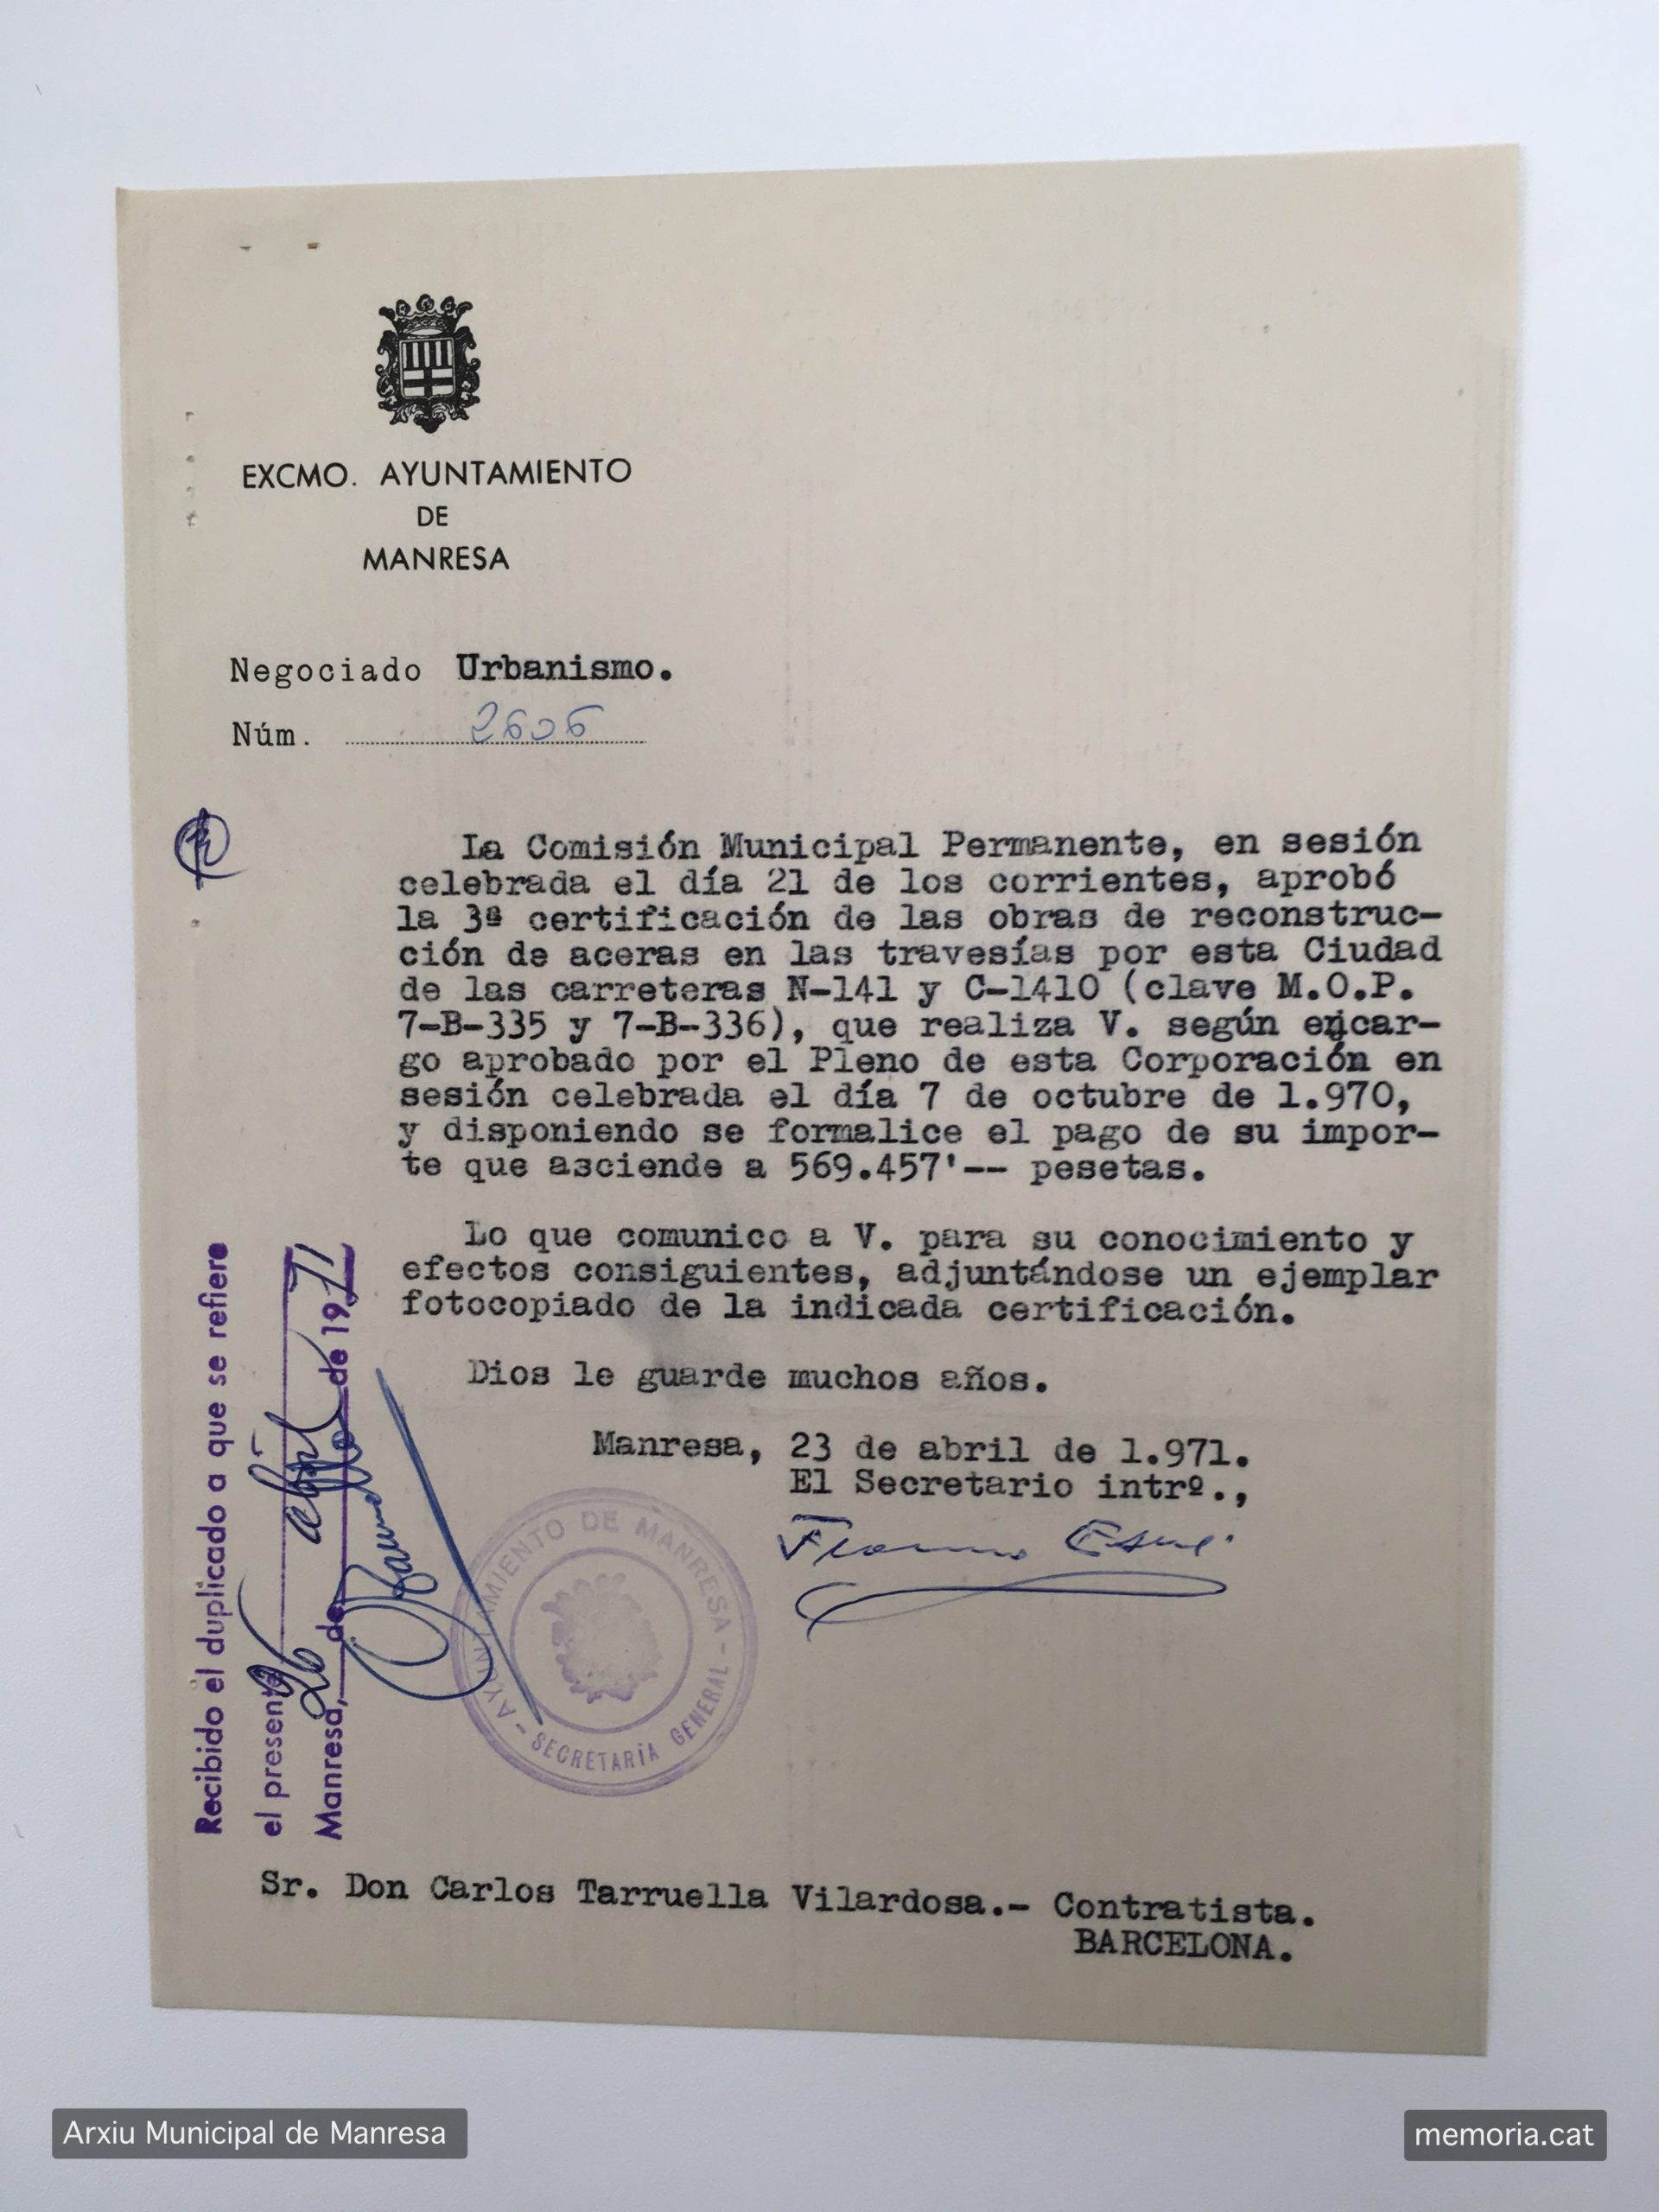 EXCMO. AYUNTAMIENTO
DE
MANRESA
Negociado Urbanismo.
Núm. 2606
La Comisión Municipal Permanente, en sesión
celebrada el día 21 de los corrientes, aprobó
la 3ª certificación de las obras de reconstruc-
ción de aceras en las travesías por esta Ciudad
de las carreteras N-141 y C-1410 (clave M.O.P.
7-B-335 y 7-B-336), que realiza V. según encar-
go aprobado por el Pleno de esta Corporación en
sesión celebrada el día 7 de octubre de 1.970,
y disponiendo se formalice el pago de su impor-
te que asciende a 569.457'-- pesetas.
Lo que comunico a V. para su conocimiento y
efectos consiguientes, adjuntándose un ejemplar
fotocopiado de la indicada certificación.
Dios le guarde muchos años.
Manresa, 23 de abril de 1.971.
El Secretario intrº.,
Recibido el duplicado a que se refiere
el presente
Manresa, 26 de abril de 1971
AYUNTAMIENTO DE MANRESA
- SECRETARÍA GENERAL -
Sr. Don Carlos Tarruella Vilardosa.- Contratista.
BARCELONA.
Arxiu Municipal de Manresa
memoria.cat